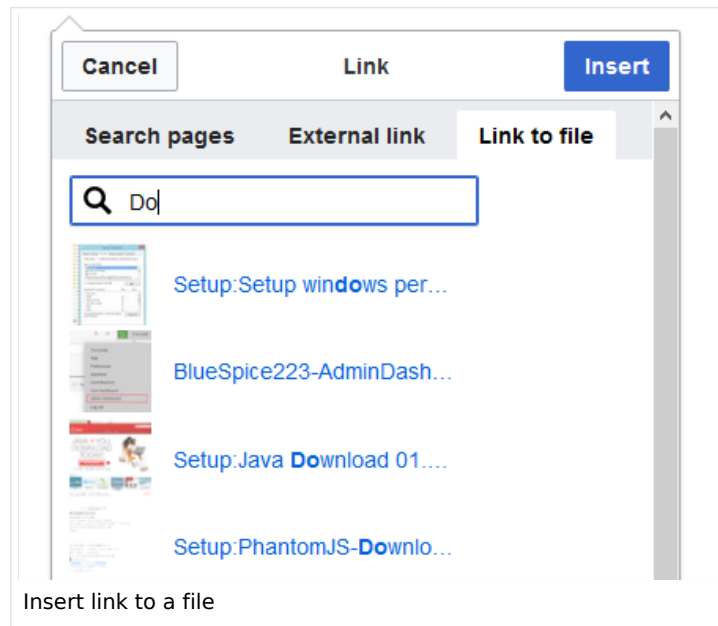 Cancel Link Insert
Search pages External link Link to file
Do
Setup:Setup windows per...
BlueSpice223-AdminDash...
Setup:Java Download 01....
Setup:PhantomJS-Downlo...
Insert link to a file